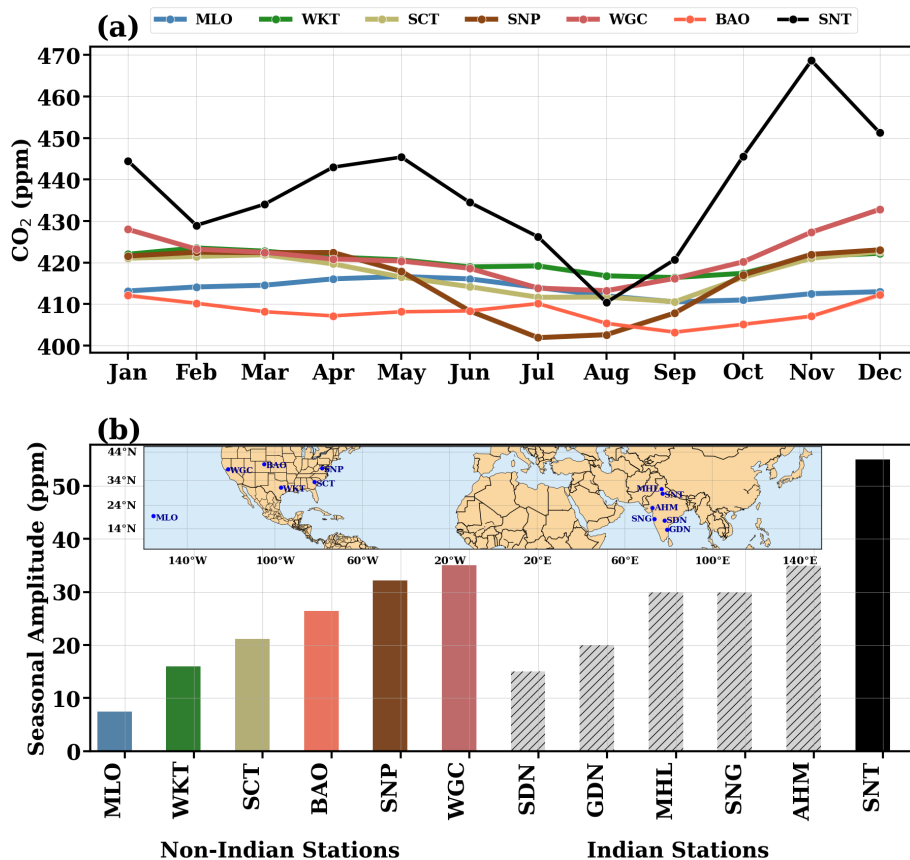 (a)
MLO WKT SCT SNP WGC BAO SNT
470
460
450
440
430
420
410
400
CO₂ (ppm)
Jan Feb Mar Apr May Jun Jul Aug Sep Oct Nov Dec
(b)
50
40
30
20
10
0
Seasonal Amplitude (ppm)
44°N
34°N
24°N
14°N
WGC BAO SNP
SCT
WKT
MLO
MHL
SNT
AHM
SNG SDN
GDN
140°W 100°W 60°W 20°W 20°E 60°E 100°E 140°E
MLO WKT SCT BAO SNP WGC SDN GDN MHL SNG AHM SNT
Non-Indian Stations Indian Stations